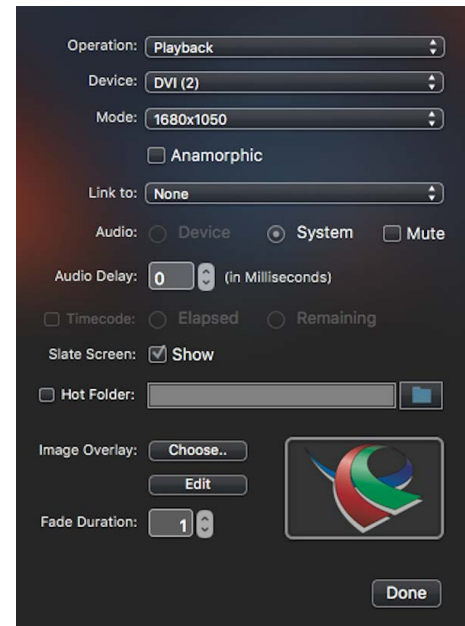 Operation: Playback
Device: DVI (2)
Mode: 1680x1050
Anamorphic
Link to: None
Audio: Device System Mute
Audio Delay: 0 (in Milliseconds)
Timecode: Elapsed Remaining
Slate Screen: Show
Hot Folder:
Image Overlay: Choose..
Edit
Fade Duration: 1
Done